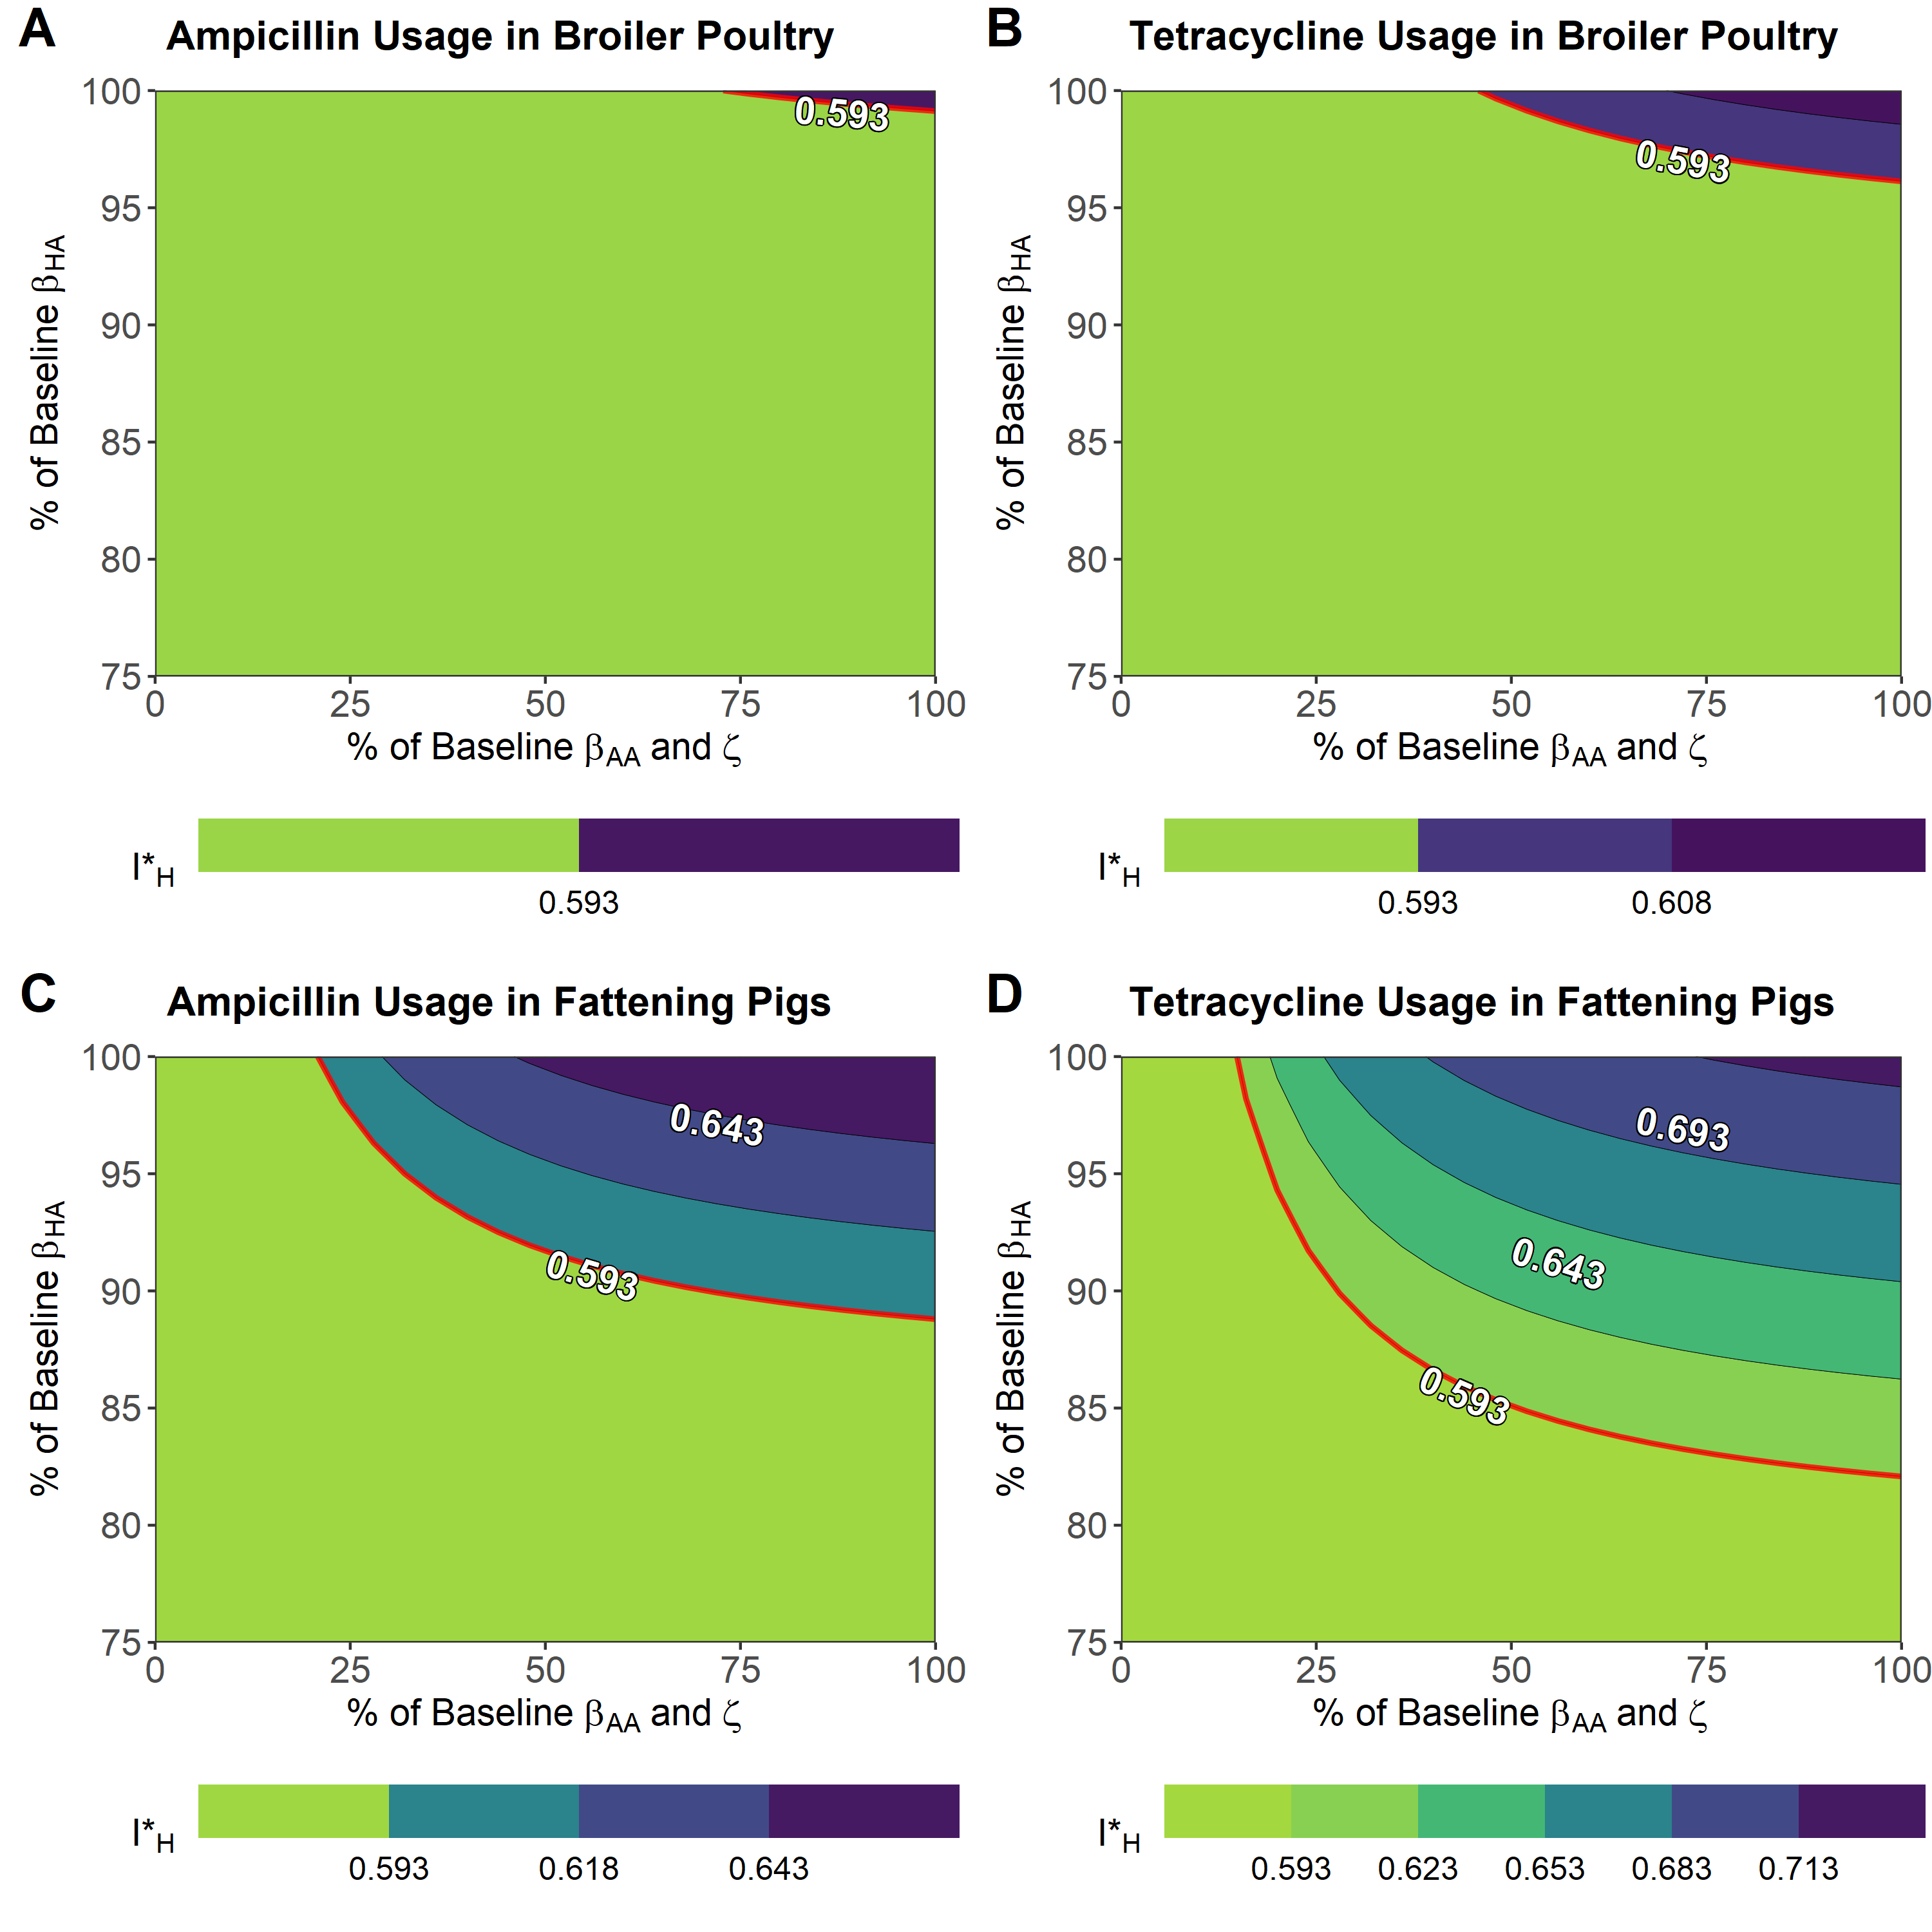 A
Ampicillin Usage in Broiler Poultry
100
95
90
85
80
75
% of Baseline βHA
0.593
0 25 50 75 100
% of Baseline βAA and ζ
I*H
0.593
B
Tetracycline Usage in Broiler Poultry
100
95
90
85
80
75
% of Baseline βHA
0.593
0 25 50 75 100
% of Baseline βAA and ζ
I*H
0.593 0.608
C
Ampicillin Usage in Fattening Pigs
100
95
90
85
80
75
% of Baseline βHA
0.643
0.593
0 25 50 75 100
% of Baseline βAA and ζ
I*H
0.593 0.618 0.643
D
Tetracycline Usage in Fattening Pigs
100
95
90
85
80
75
% of Baseline βHA
0.693
0.643
0.593
0 25 50 75 100
% of Baseline βAA and ζ
I*H
0.593 0.623 0.653 0.683 0.713